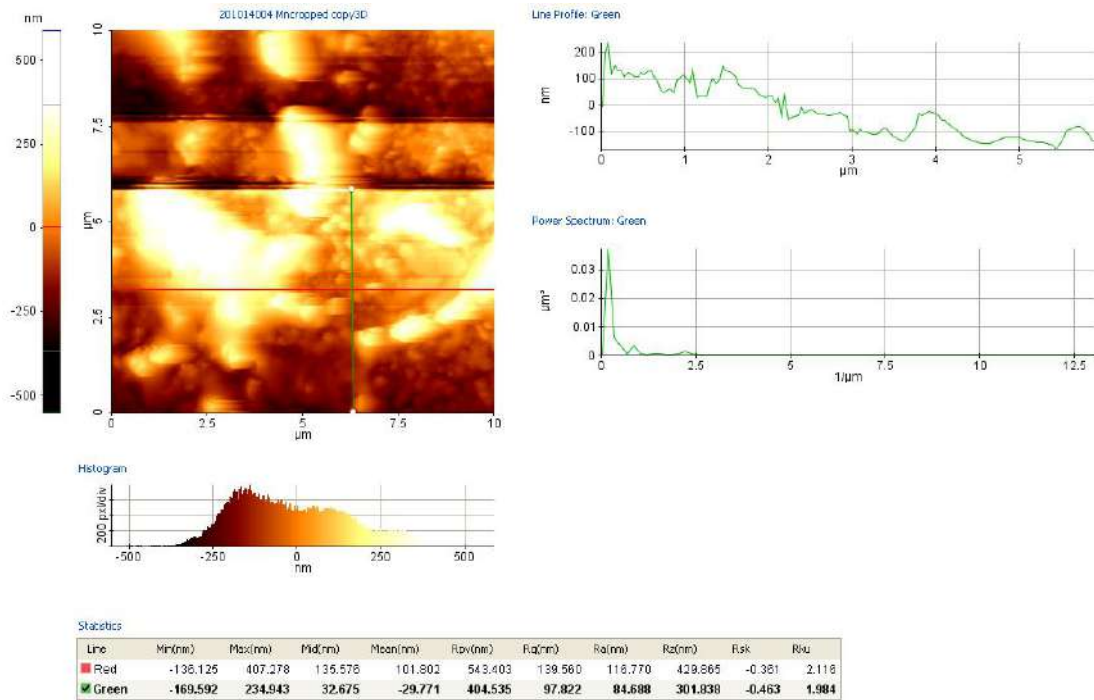 nm
500
250
0
-250
-500
201014004 Mncropped copy3D
10
7.5
5
2.5
0
µm
0
2.5
5
7.5
10
µm
Line Profile: Green
200
100
-100
nm
0
1
2
3
4
5
µm
Power Spectrum: Green
0.03
0.02
0.01
0
µm³
0
2.5
5
7.5
10
12.5
1/µm
Histogram
200 pxl/div
-500
-250
0
250
500
nm
Statistics
Line Min(nm) Max(nm) Mid(nm) Mean(nm) Rpv(nm) Rq(nm) Ra(nm) Rz(nm) Rsk Rku
Red -136.125 407.278 135.576 101.802 543.403 139.560 116.770 429.865 -0.361 2.116
Green -169.592 234.943 32.675 -29.771 404.535 97.822 84.688 301.838 -0.463 1.984